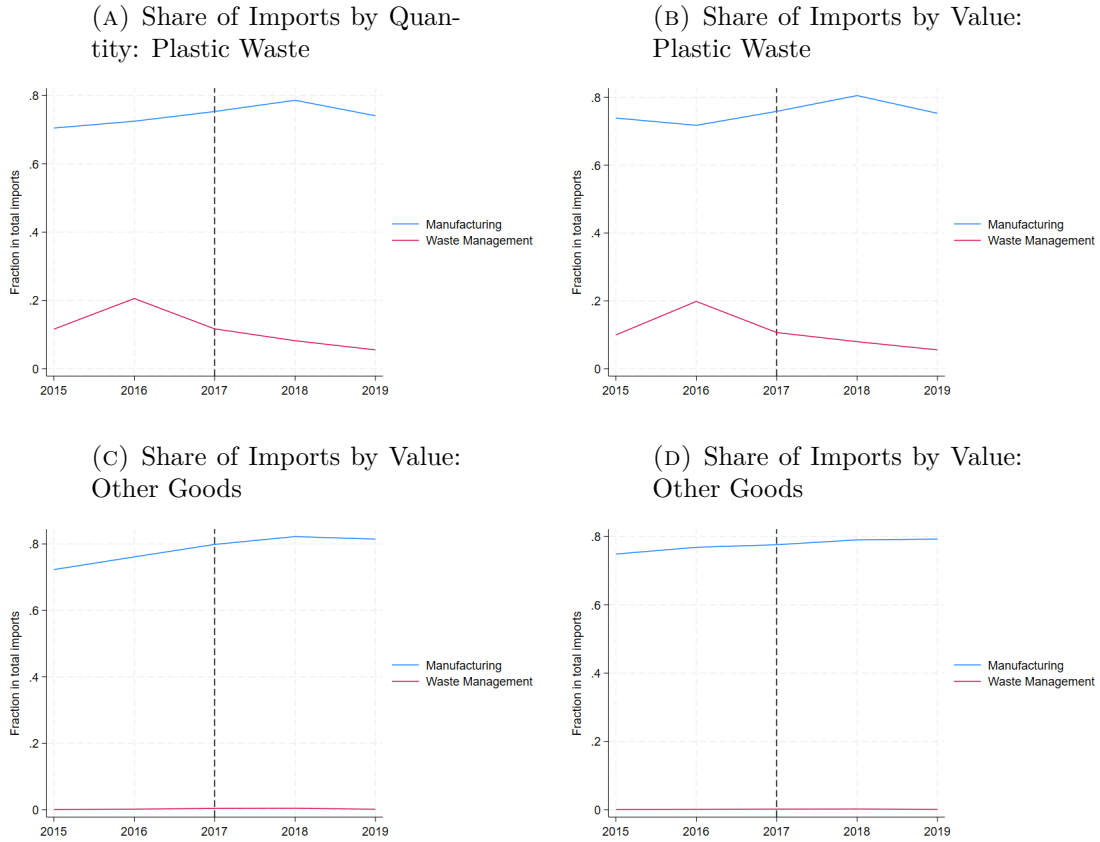 (A) Share of Imports by Quan-
tity: Plastic Waste
Fraction in total imports
.8
.6
.4
.2
0
2015 2016 2017 2018 2019
Manufacturing
Waste Management
(B) Share of Imports by Value:
Plastic Waste
Fraction in total imports
.8
.6
.4
.2
0
2015 2016 2017 2018 2019
Manufacturing
Waste Management
(C) Share of Imports by Value:
Other Goods
Fraction in total imports
.8
.6
.4
.2
0
2015 2016 2017 2018 2019
Manufacturing
Waste Management
(D) Share of Imports by Value:
Other Goods
Fraction in total imports
.8
.6
.4
.2
0
2015 2016 2017 2018 2019
Manufacturing
Waste Management